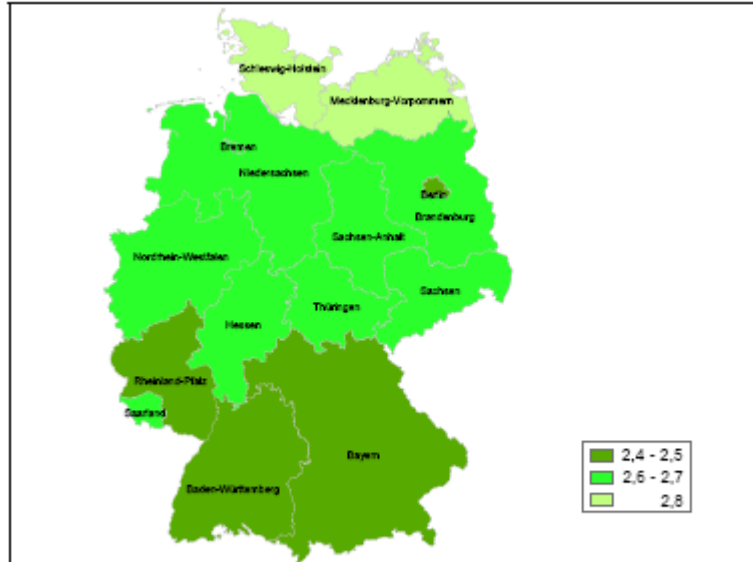 Schleswig-Holstein
Mecklenburg-Vorpommern
Bremen
Niedersachsen
Berlin
Brandenburg
Sachsen-Anhalt
Nordrhein-Westfalen
Sachsen
Thüringen
Hessen
Rheinland-Pfalz
Saarland
Bayern
Baden-Württemberg
2,4 - 2,5
2,6 - 2,7
2,8